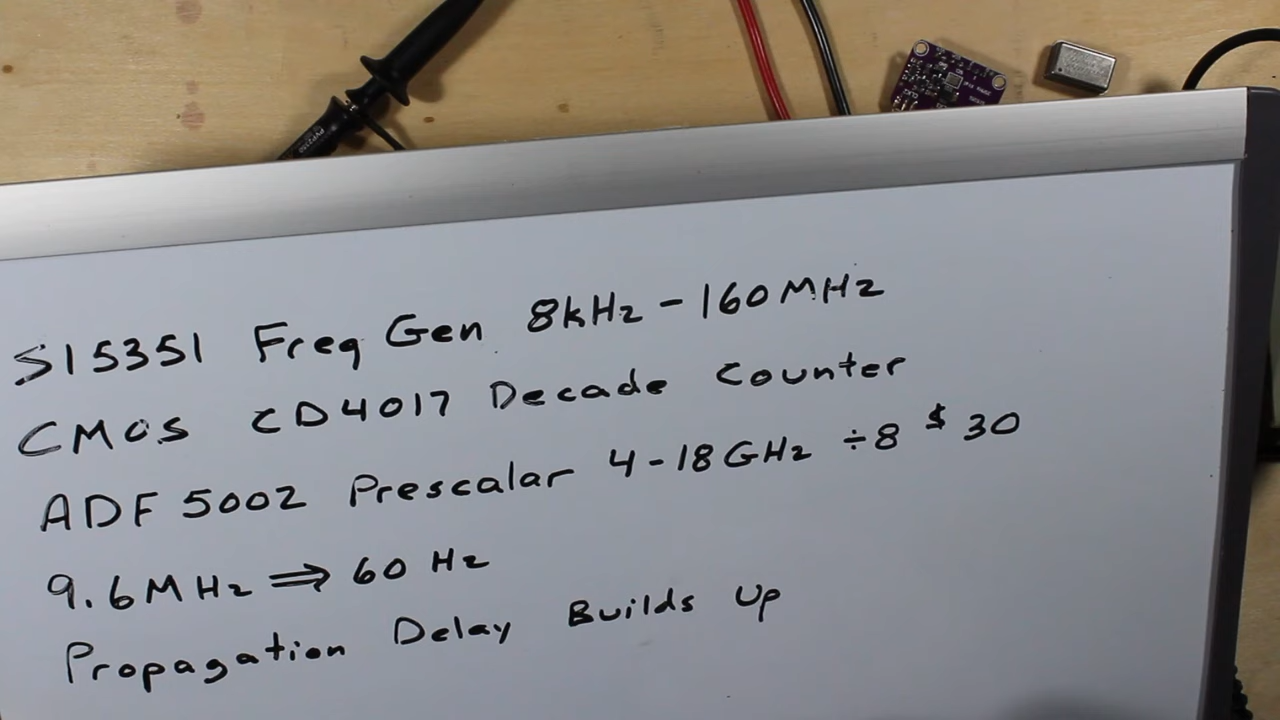 PVP2150
SI5351 Freq Gen 8kHz - 160MHz
CMOS CD4017 Decade Counter
ADF 5002 Prescalar 4-18GHz ÷8 $30
9.6MHz ⇒ 60 Hz
Propagation Delay Builds Up